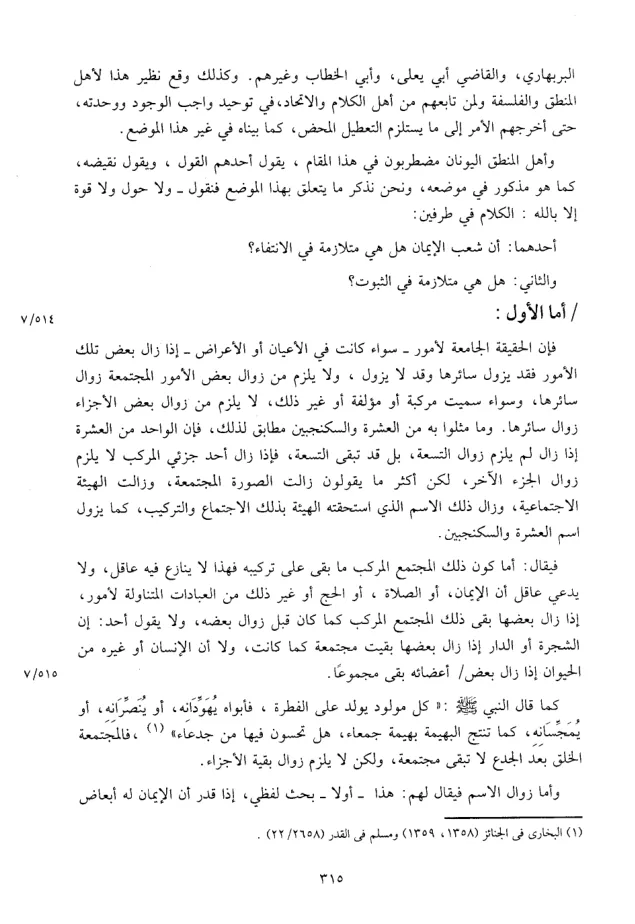 البربهاري، والقاضي أبي يعلى، وأبي الخطاب وغيرهم. وكذلك وقع نظير هذا لأهل
المنطق والفلسفة ولمن تابعهم من أهل الكلام والاتحاد،في توحيد واجب الوجود ووحدته،
حتى أخرجهم الأمر إلى ما يستلزم التعطيل المحض، كما بيناه في غير هذا الموضع.
وأهل المنطق اليونان مضطربون في هذا المقام ، يقول أحدهم القول ، ويقول نقيضه،
كما هو مذكور في موضعه، ونحن نذكر ما يتعلق بهذا الموضع فنقول ـ ولا حول ولا قوة
إلا بالله : الكلام في طرفين:
أحدهما: أن شعب الإيمان هل هي متلازمة في الانتفاء؟
والثاني: هل هي متلازمة في الثبوت؟
/ أما الأول :
٧/٥١٤
فإن الحقيقة الجامعة لأمور ـ سواء كانت في الأعيان أو الأعراض ـ إذا زال بعض تلك
الأمور فقد يزول سائرها وقد لا يزول ، ولا يلزم من زوال بعض الأمور المجتمعة زوال
سائرها، وسواء سميت مركبة أو مؤلفة أو غير ذلك، لا يلزم من زوال بعض الأجزاء
زوال سائرها. وما مثلوا به من العشرة والسكنجبين مطابق لذلك، فإن الواحد من العشرة
إذا زال لم يلزم زوال التسعة، بل قد تبقى التسعة، فإذا زال أحد جزئي المركب لا يلزم
زوال الجزء الآخر، لكن أكثر ما يقولون زالت الصورة المجتمعة، وزالت الهيئة
الاجتماعية، وزال ذلك الاسم الذي استحقته الهيئة بذلك الاجتماع والتركيب، كما يزول
اسم العشرة والسكنجبين.
فيقال: أما كون ذلك المجتمع المركب ما بقى على تركيبه فهذا لا ينازع فيه عاقل، ولا
يدعي عاقل أن الإيمان، أو الصلاة ، أو الحج أو غير ذلك من العبادات المتناولة لأمور،
إذا زال بعضها بقى ذلك المجتمع المركب كما كان قبل زوال بعضه، ولا يقول أحد: إن
الشجرة أو الدار إذا زال بعضها بقيت مجتمعة كما كانت، ولا أن الإنسان أو غيره من
الحيوان إذا زال بعض/ أعضائه بقى مجموعًا.
٧/٥١٥
كما قال النبي ﷺ :« كل مولود يولد على الفطرة ، فأبواه يُهَوِّدَانِه، أو يُنَصِّرَانِه، أو
يُمَجِّسَانِه، كما تنتج البهيمة بهيمة جمعاء، هل تحسون فيها من جدعاء» (١) ،فالمجتمعة
الخلق بعد الجدع لا تبقى مجتمعة، ولكن لا يلزم زوال بقية الأجزاء.
وأما زوال الاسم فيقال لهم: هذا ـ أولا ـ بحث لفظي، إذا قدر أن الإيمان له أبعاض
(١) البخارى فى الجنائز (١٣٥٨ ، ١٣٥٩) ومسلم فى القدر (٢٢/٢٦٥٨) .
٣١٥